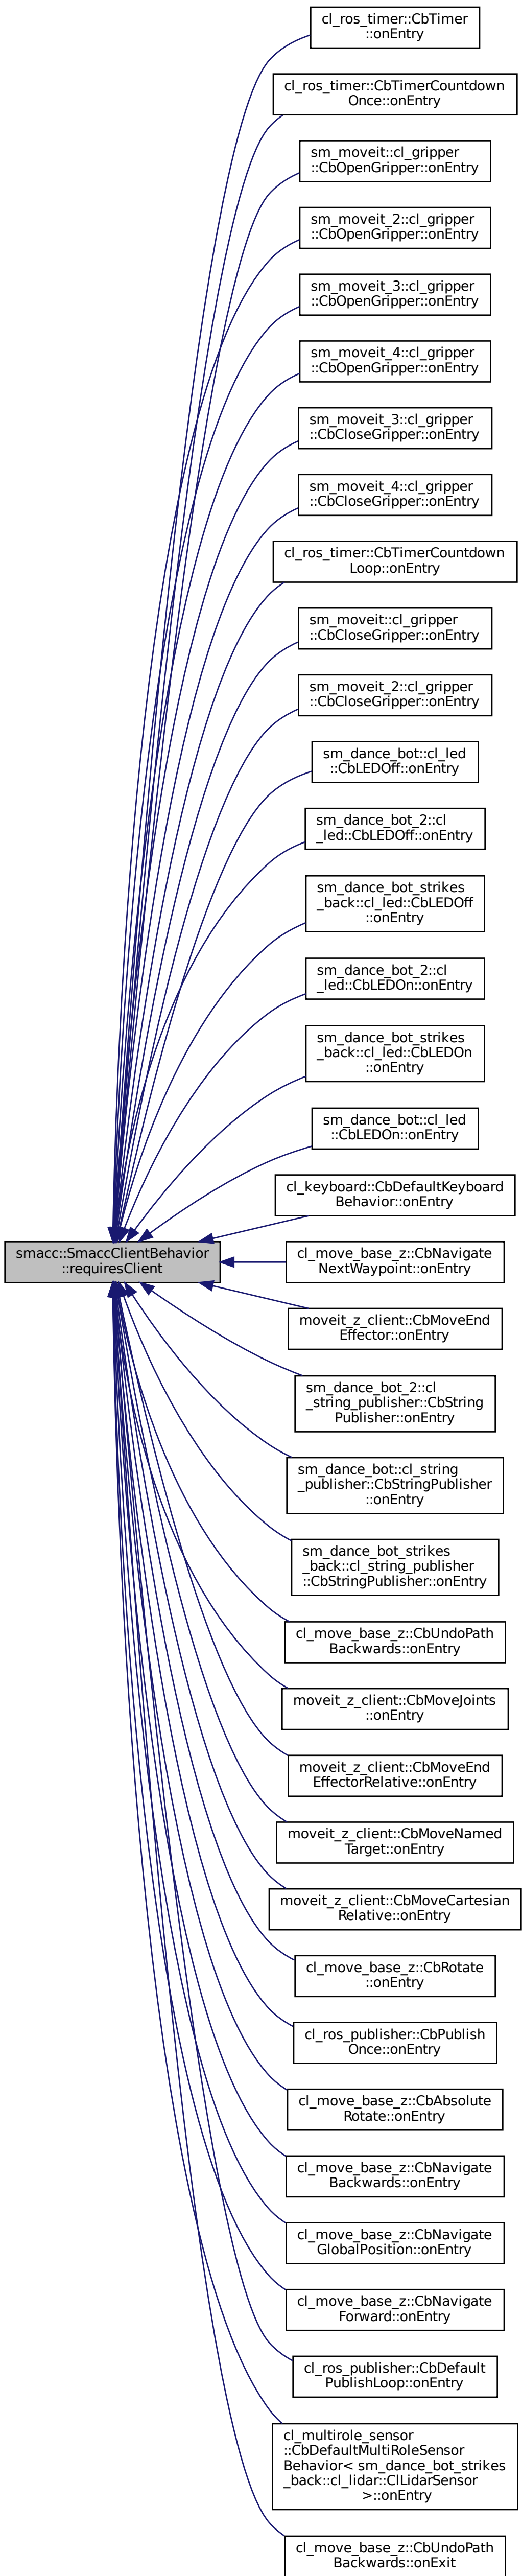 cl_ros_timer::CbTimer
::onEntry
cl_ros_timer::CbTimerCountdown
Once::onEntry
sm_moveit::cl_gripper
::CbOpenGripper::onEntry
sm_moveit_2::cl_gripper
::CbOpenGripper::onEntry
sm_moveit_3::cl_gripper
::CbOpenGripper::onEntry
sm_moveit_4::cl_gripper
::CbOpenGripper::onEntry
sm_moveit_3::cl_gripper
::CbCloseGripper::onEntry
sm_moveit_4::cl_gripper
::CbCloseGripper::onEntry
cl_ros_timer::CbTimerCountdown
Loop::onEntry
sm_moveit::cl_gripper
::CbCloseGripper::onEntry
sm_moveit_2::cl_gripper
::CbCloseGripper::onEntry
sm_dance_bot::cl_led
::CbLEDOff::onEntry
sm_dance_bot_2::cl
_led::CbLEDOff::onEntry
sm_dance_bot_strikes
_back::cl_led::CbLEDOff
::onEntry
sm_dance_bot_2::cl
_led::CbLEDOn::onEntry
sm_dance_bot_strikes
_back::cl_led::CbLEDOn
::onEntry
sm_dance_bot::cl_led
::CbLEDOn::onEntry
cl_keyboard::CbDefaultKeyboard
Behavior::onEntry
smacc::SmaccClientBehavior
::requiresClient
cl_move_base_z::CbNavigate
NextWaypoint::onEntry
moveit_z_client::CbMoveEnd
Effector::onEntry
sm_dance_bot_2::cl
_string_publisher::CbString
Publisher::onEntry
sm_dance_bot::cl_string
_publisher::CbStringPublisher
::onEntry
sm_dance_bot_strikes
_back::cl_string_publisher
::CbStringPublisher::onEntry
cl_move_base_z::CbUndoPath
Backwards::onEntry
moveit_z_client::CbMoveJoints
::onEntry
moveit_z_client::CbMoveEnd
EffectorRelative::onEntry
moveit_z_client::CbMoveNamed
Target::onEntry
moveit_z_client::CbMoveCartesian
Relative::onEntry
cl_move_base_z::CbRotate
::onEntry
cl_ros_publisher::CbPublish
Once::onEntry
cl_move_base_z::CbAbsolute
Rotate::onEntry
cl_move_base_z::CbNavigate
Backwards::onEntry
cl_move_base_z::CbNavigate
GlobalPosition::onEntry
cl_move_base_z::CbNavigate
Forward::onEntry
cl_ros_publisher::CbDefault
PublishLoop::onEntry
cl_multirole_sensor
::CbDefaultMultiRoleSensor
Behavior< sm_dance_bot_strikes
_back::cl_lidar::ClLidarSensor
>::onEntry
cl_move_base_z::CbUndoPath
Backwards::onExit